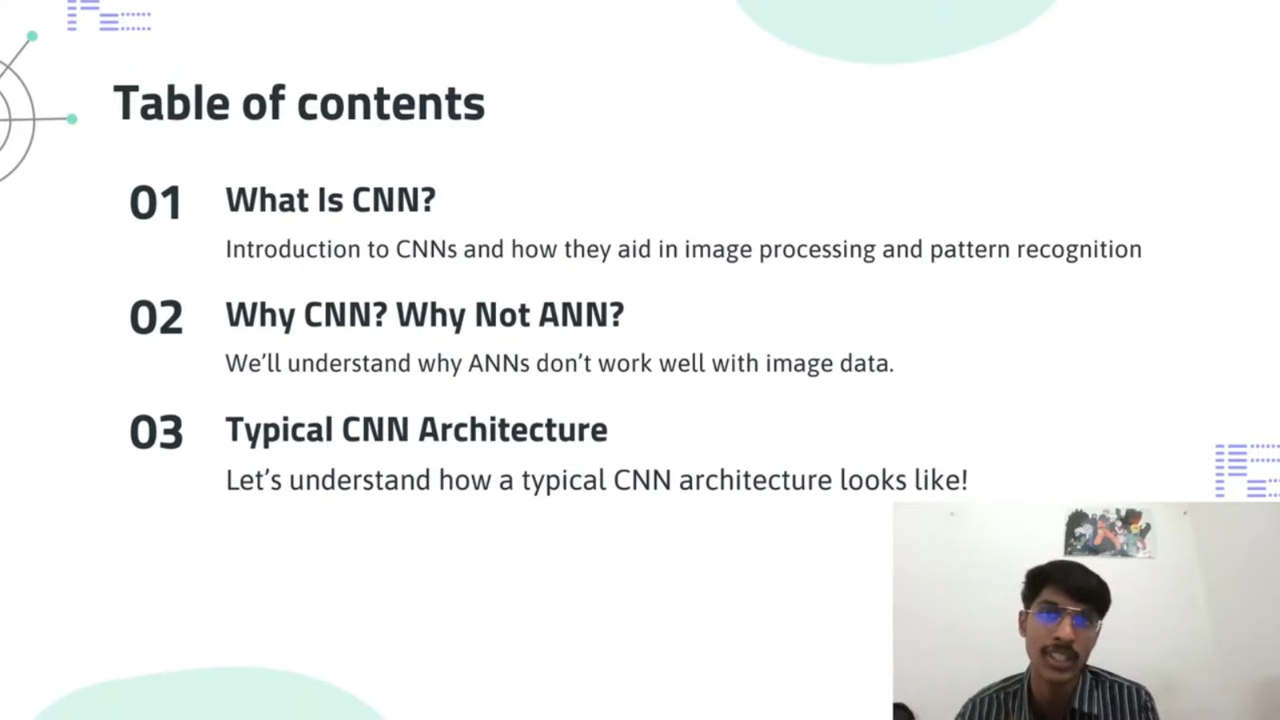 Table of contents
01
What Is CNN?
Introduction to CNNs and how they aid in image processing and pattern recognition
02
Why CNN? Why Not ANN?
We’ll understand why ANNs don’t work well with image data.
03
Typical CNN Architecture
Let’s understand how a typical CNN architecture looks like!